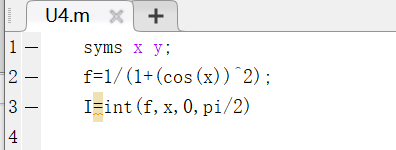 U4.m × +
1 — syms x y;
2 — f=1/(1+(cos(x))^2);
3 — I=int(f,x,0,pi/2)
4